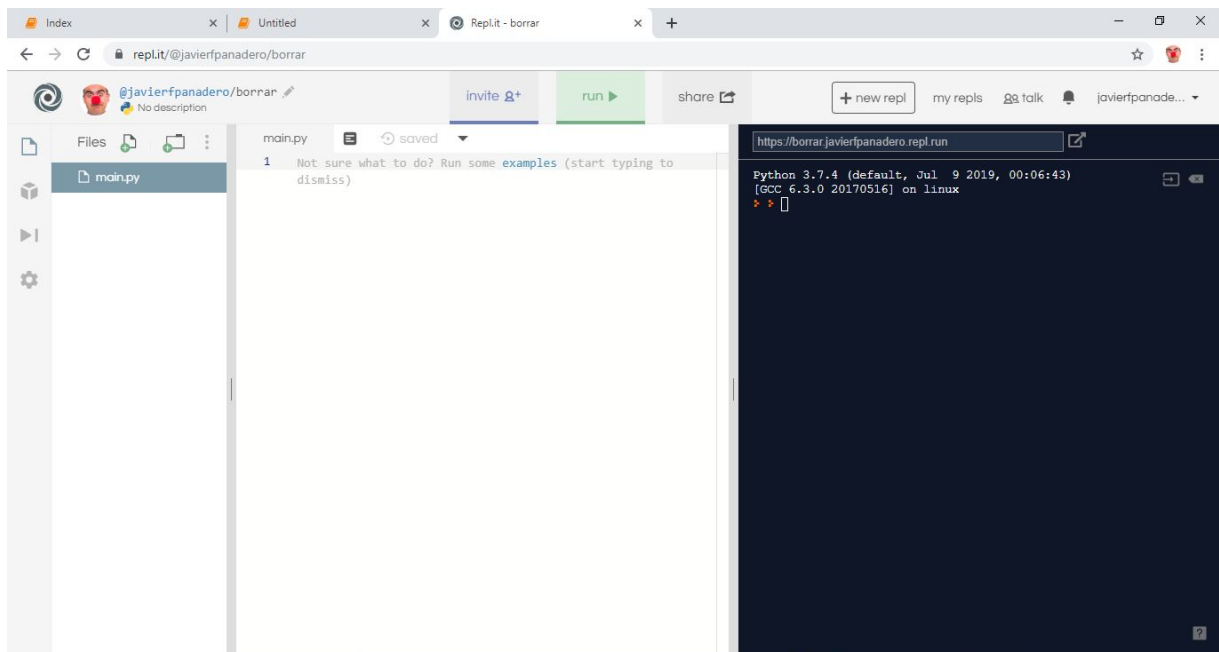 Index
Untitled
Repl.it - borrar
repl.it/@javierfpanadero/borrar
@javierfpanadero/borrar
No description
invite
run
share
+ new repl
my repls
talk
javierfpanade...
Files
main.py
main.py
saved
1 Not sure what to do? Run some examples (start typing to
dismiss)
https://borrar.javierfpanadero.repl.run
Python 3.7.4 (default, Jul  9 2019, 00:06:43)
[GCC 6.3.0 20170516] on linux
?